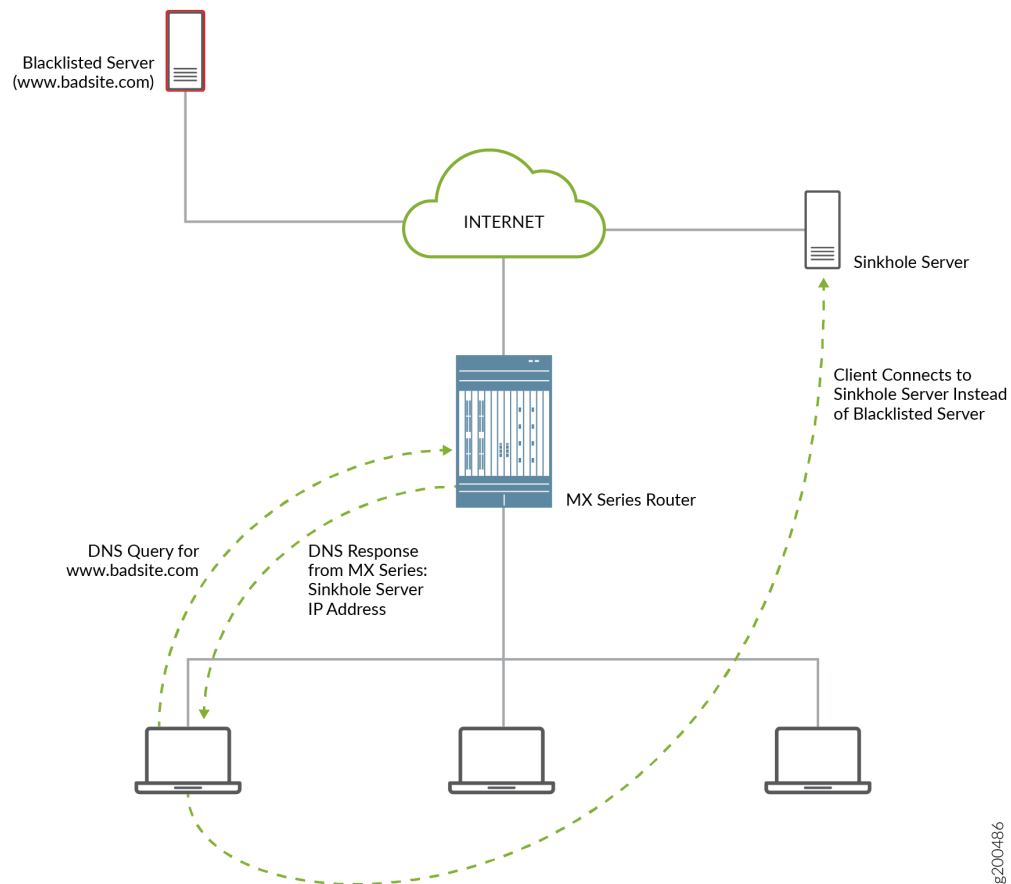 Blacklisted Server
(www.badsite.com)
INTERNET
Sinkhole Server
Client Connects to
Sinkhole Server Instead
of Blacklisted Server
MX Series Router
DNS Query for
www.badsite.com
DNS Response
from MX Series:
Sinkhole Server
IP Address
g200486